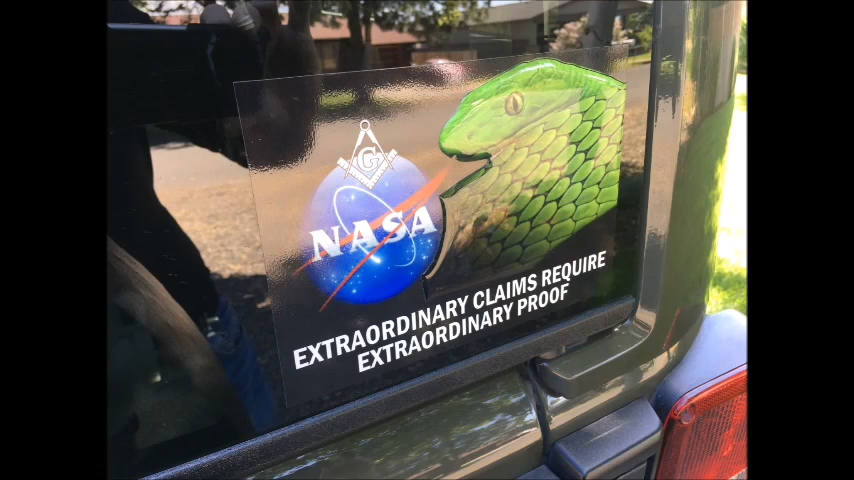 G
NASA
EXTRAORDINARY CLAIMS REQUIRE
EXTRAORDINARY PROOF